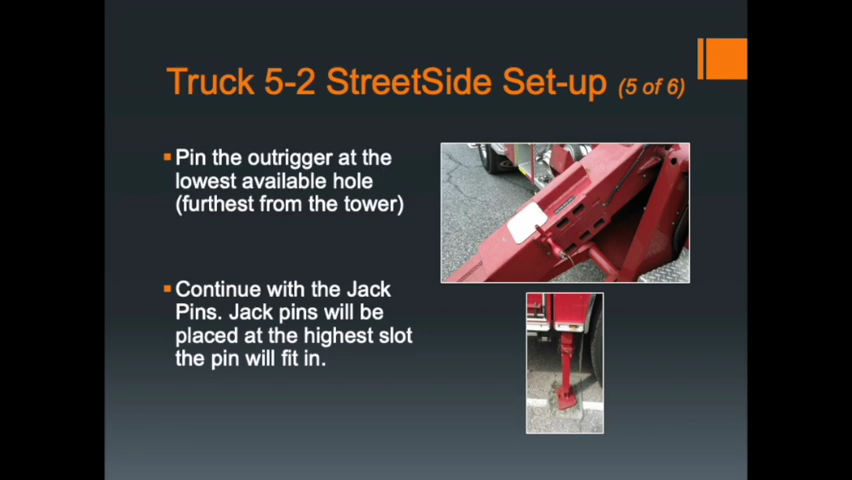 Truck 5-2 StreetSide Set-up (5 of 6)
Pin the outrigger at the
lowest available hole
(furthest from the tower)
Continue with the Jack
Pins. Jack pins will be
placed at the highest slot
the pin will fit in.